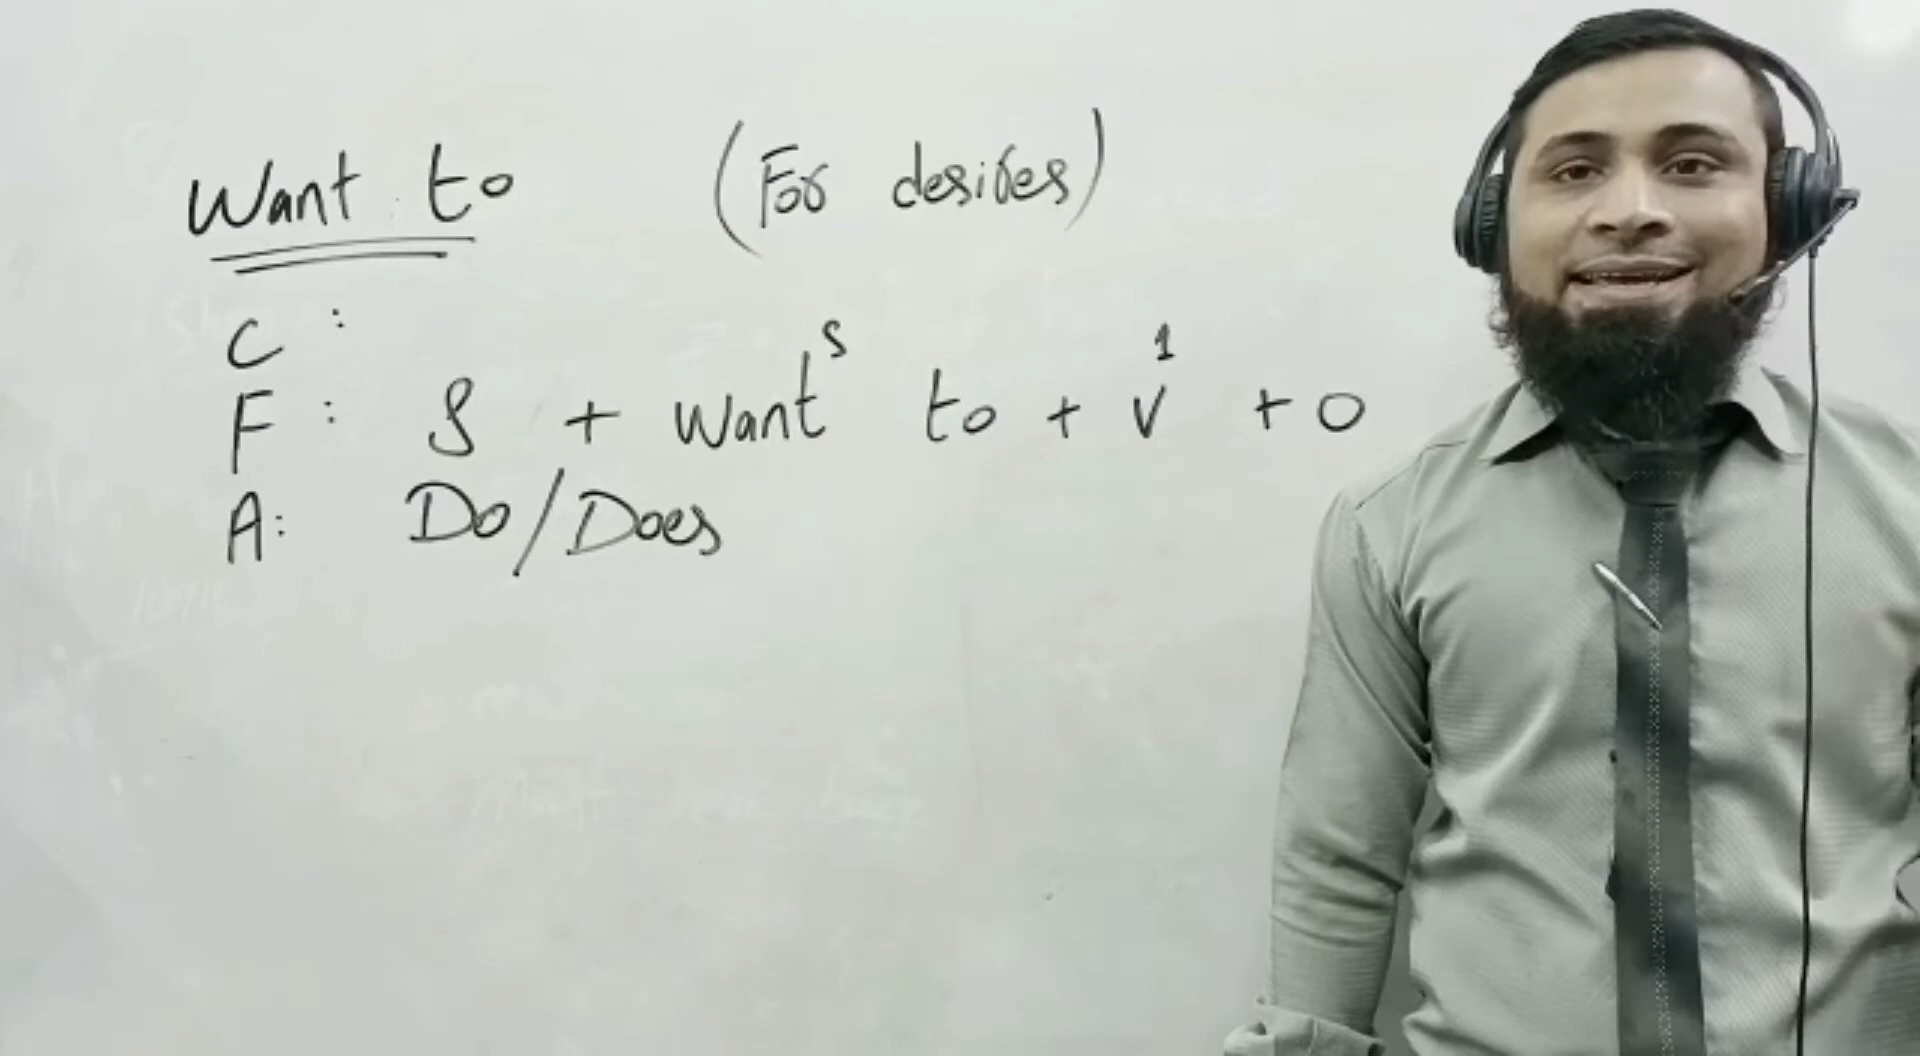 Want to (For desires)
C :
F : S + Want s to + V 1 + O
A : Do/Does